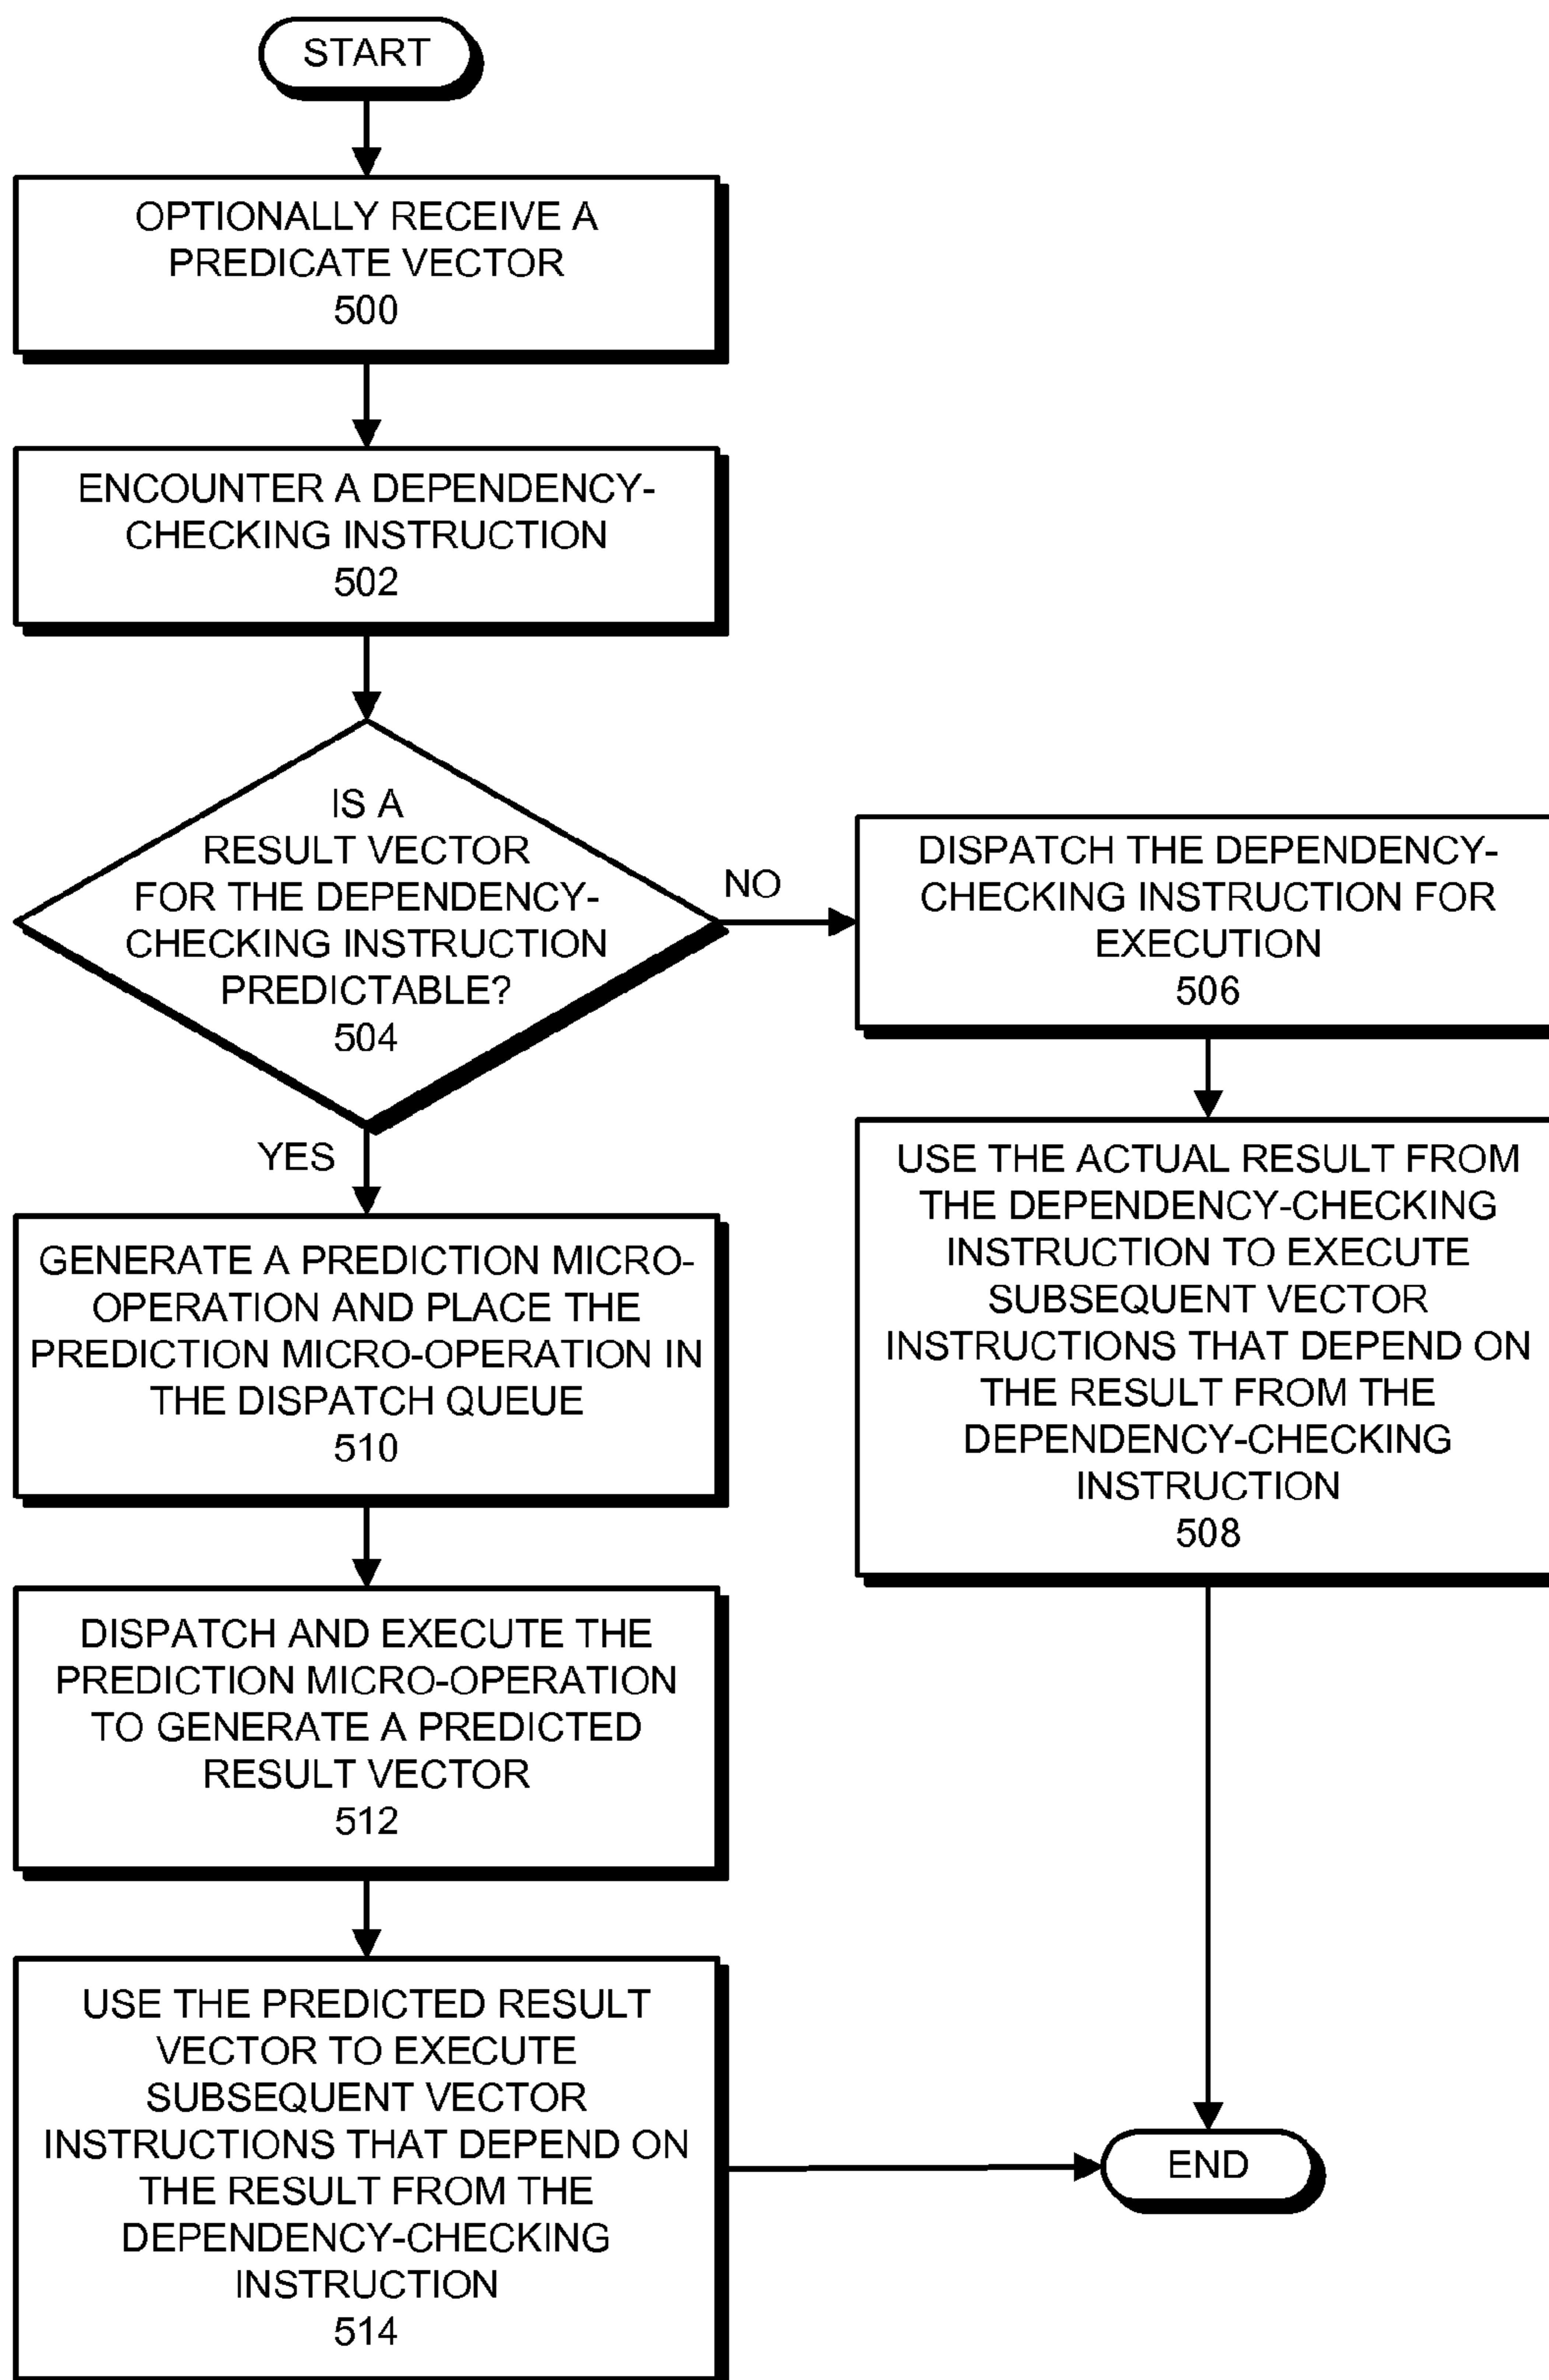 START
OPTIONALLY RECEIVE A
PREDICATE VECTOR
500
ENCOUNTER A DEPENDENCY-
CHECKING INSTRUCTION
502
IS A
RESULT VECTOR
FOR THE DEPENDENCY-
CHECKING INSTRUCTION
PREDICTABLE?
504
NO
DISPATCH THE DEPENDENCY-
CHECKING INSTRUCTION FOR
EXECUTION
506
USE THE ACTUAL RESULT FROM
THE DEPENDENCY-CHECKING
INSTRUCTION TO EXECUTE
SUBSEQUENT VECTOR
INSTRUCTIONS THAT DEPEND ON
THE RESULT FROM THE
DEPENDENCY-CHECKING
INSTRUCTION
508
YES
GENERATE A PREDICTION MICRO-
OPERATION AND PLACE THE
PREDICTION MICRO-OPERATION IN
THE DISPATCH QUEUE
510
DISPATCH AND EXECUTE THE
PREDICTION MICRO-OPERATION
TO GENERATE A PREDICTED
RESULT VECTOR
512
USE THE PREDICTED RESULT
VECTOR TO EXECUTE
SUBSEQUENT VECTOR
INSTRUCTIONS THAT DEPEND ON
THE RESULT FROM THE
DEPENDENCY-CHECKING
INSTRUCTION
514
END